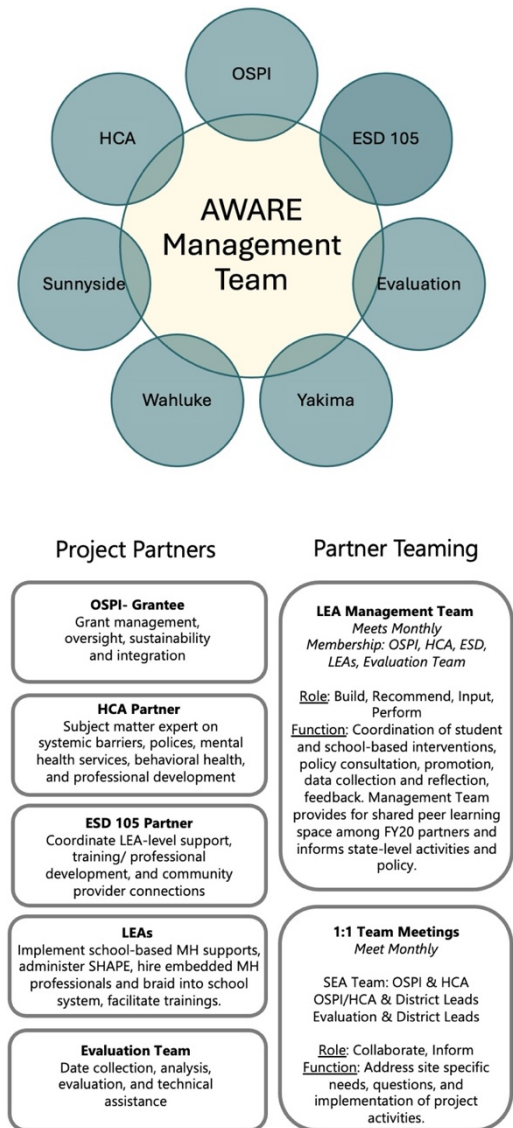 OSPI
HCA
ESD 105
AWARE
Management
Team
Sunnyside
Evaluation
Wahluke
Yakima
Project Partners
OSPI- Grantee
Grant management,
oversight, sustainability
and integration
HCA Partner
Subject matter expert on
systemic barriers, polices, mental
health services, behavioral health,
and professional development
ESD 105 Partner
Coordinate LEA-level support,
training/ professional
development, and community
provider connections
LEAs
Implement school-based MH supports,
administer SHAPE, hire embedded MH
professionals and braid into school
system, facilitate trainings.
Evaluation Team
Date collection, analysis,
evaluation, and technical
assistance
Partner Teaming
LEA Management Team
Meets Monthly
Membership: OSPI, HCA, ESD,
LEAs, Evaluation Team
Role: Build, Recommend, Input,
Perform
Function: Coordination of student
and school-based interventions,
policy consultation, promotion,
data collection and reflection,
feedback. Management Team
provides for shared peer learning
space among FY20 partners and
informs state-level activities and
policy.
1:1 Team Meetings
Meet Monthly
SEA Team: OSPI & HCA
OSPI/HCA & District Leads
Evaluation & District Leads
Role: Collaborate, Inform
Function: Address site specific
needs, questions, and
implementation of project
activities.